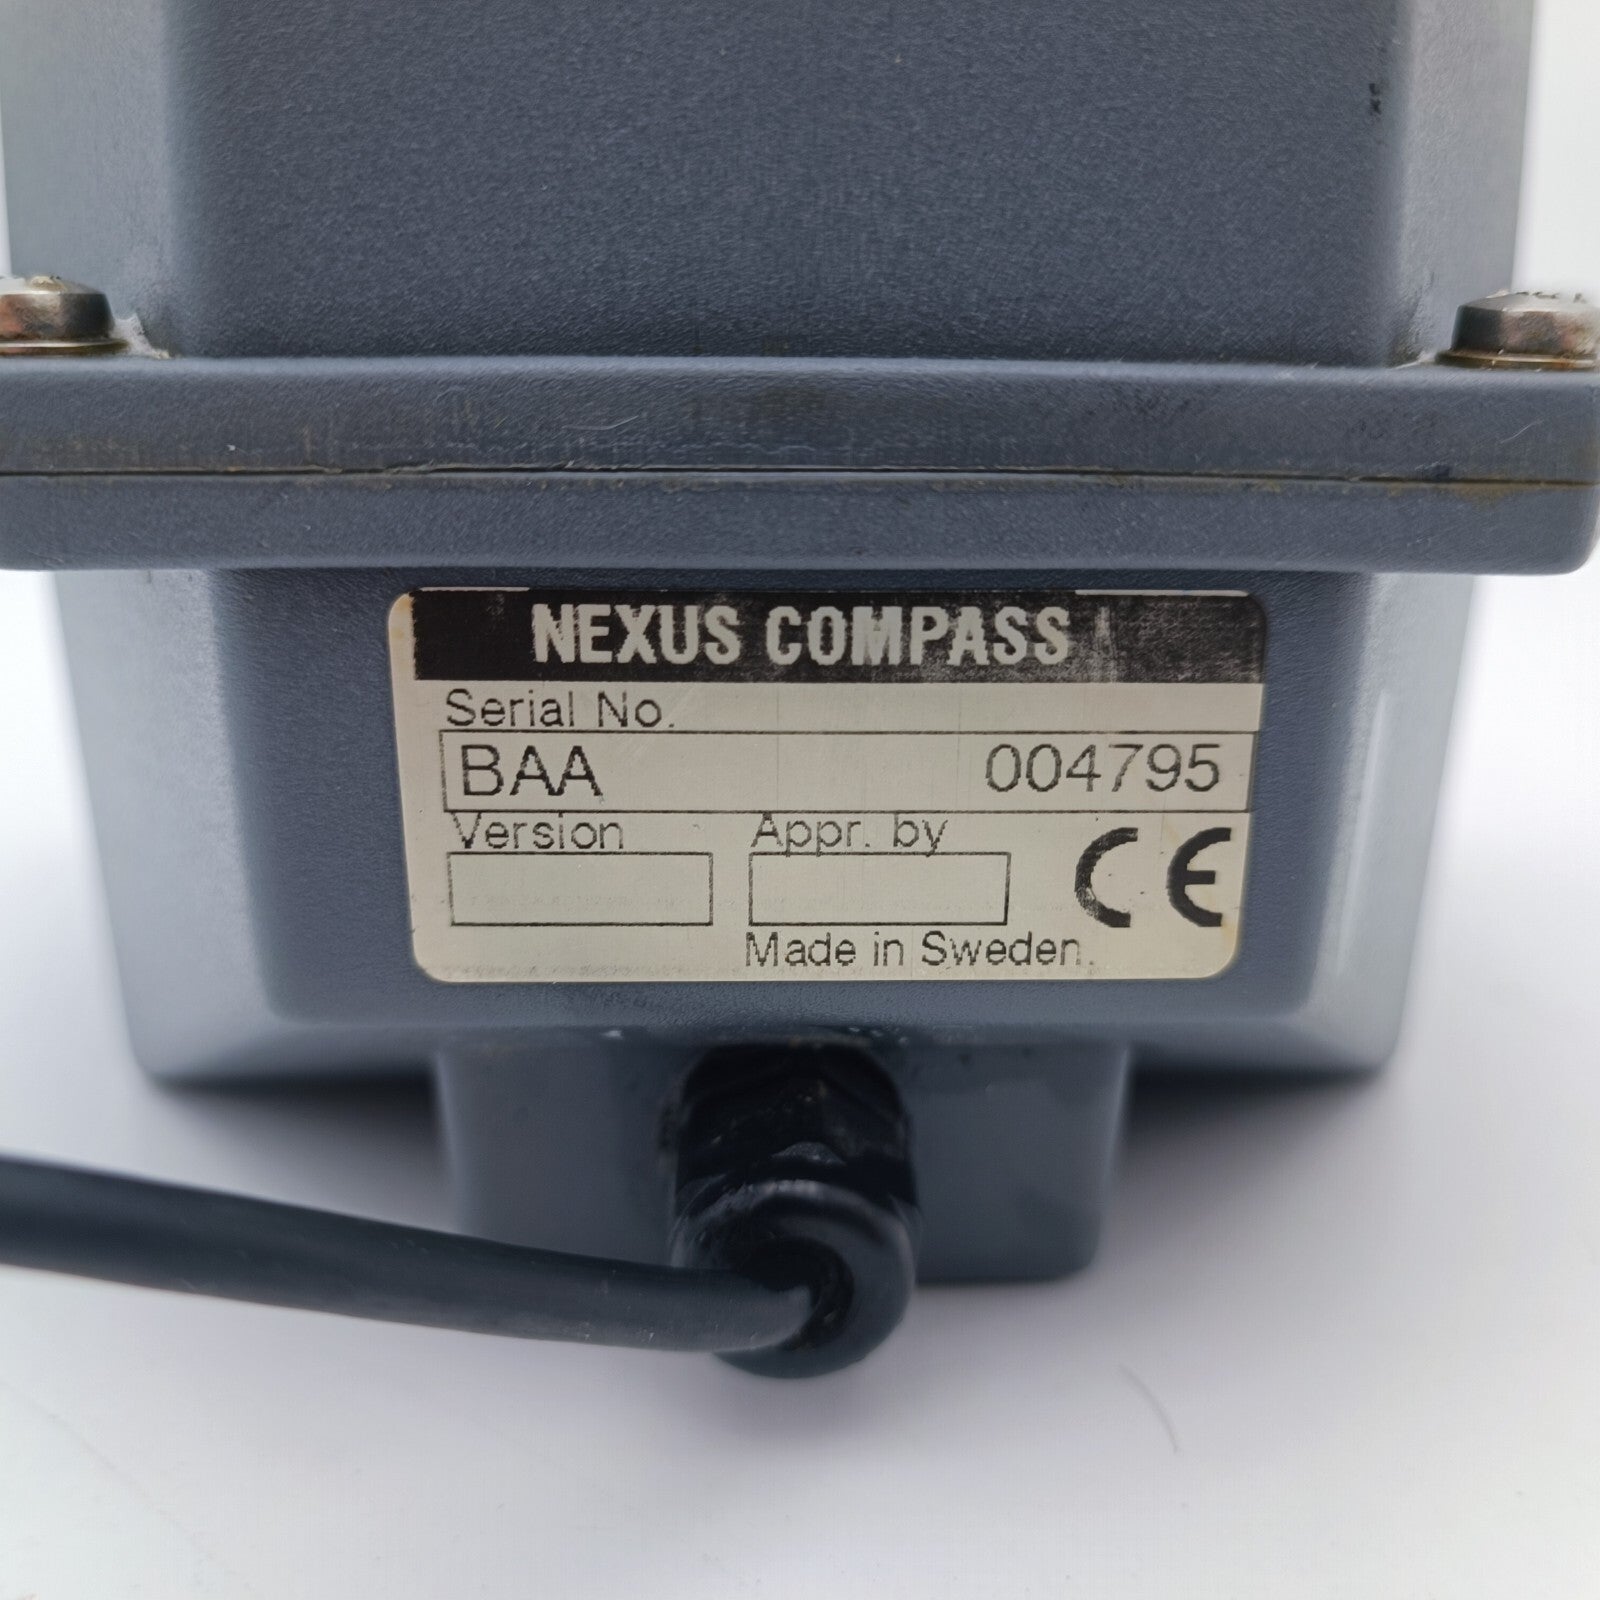 NEXUS COMPASS
Serial No.
BAA 004795
Version Appr. by
CE
Made in Sweden.